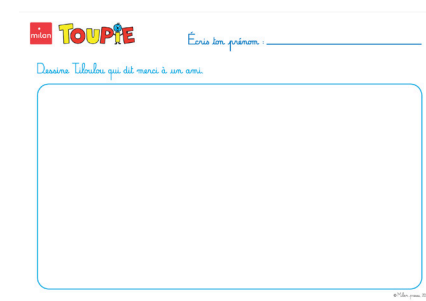 milan TOUPIE
Écris ton prénom :
Dessine Tiloulou qui dit merci à un ami.
© Milan presse